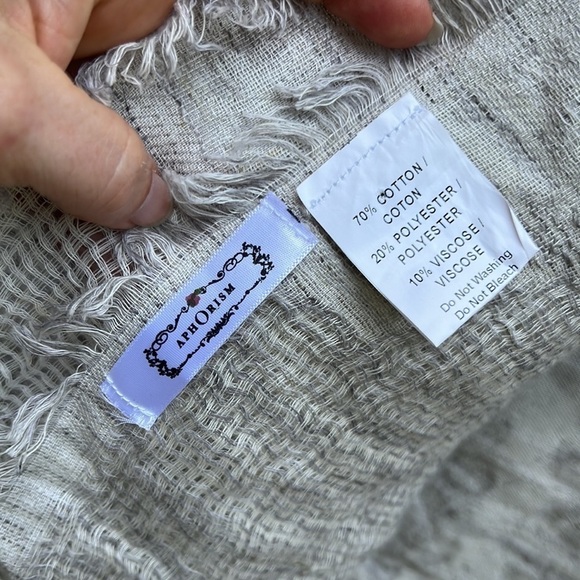 APHORISM
70% COTTON /
COTON
20% POLYESTER /
POLYESTER
10% VISCOSE /
VISCOSE
Do Not Washing
Do Not Bleach